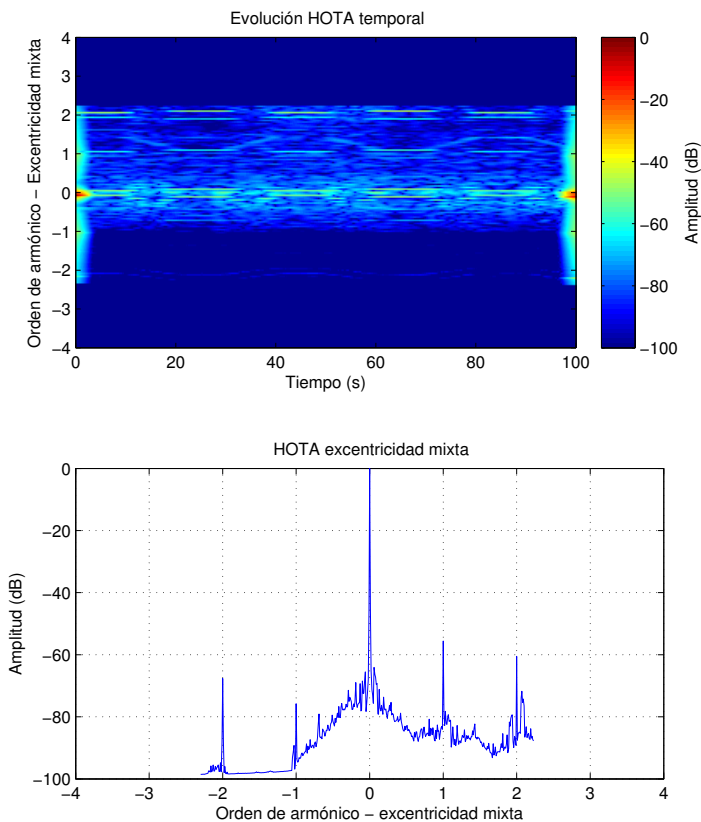 Evolución HOTA temporal
Orden de armónico − Excentricidad mixta
4
3
2
1
0
−1
−2
−3
−4
0 20 40 60 80 100
Tiempo (s)
0
−20
−40
−60
−80
−100
Amplitud (dB)
HOTA excentricidad mixta
Amplitud (dB)
0
−20
−40
−60
−80
−100
−4 −3 −2 −1 0 1 2 3 4
Orden de armónico − excentricidad mixta